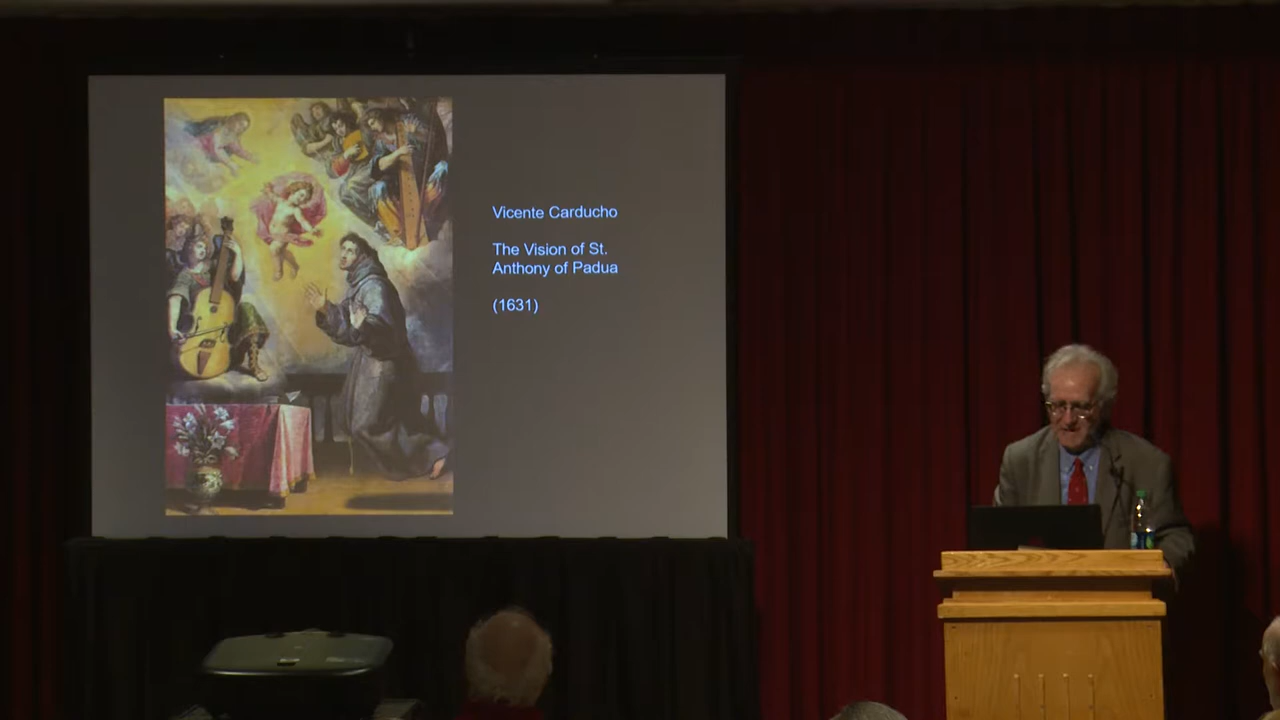 Vicente Carducho
The Vision of St.
Anthony of Padua
(1631)